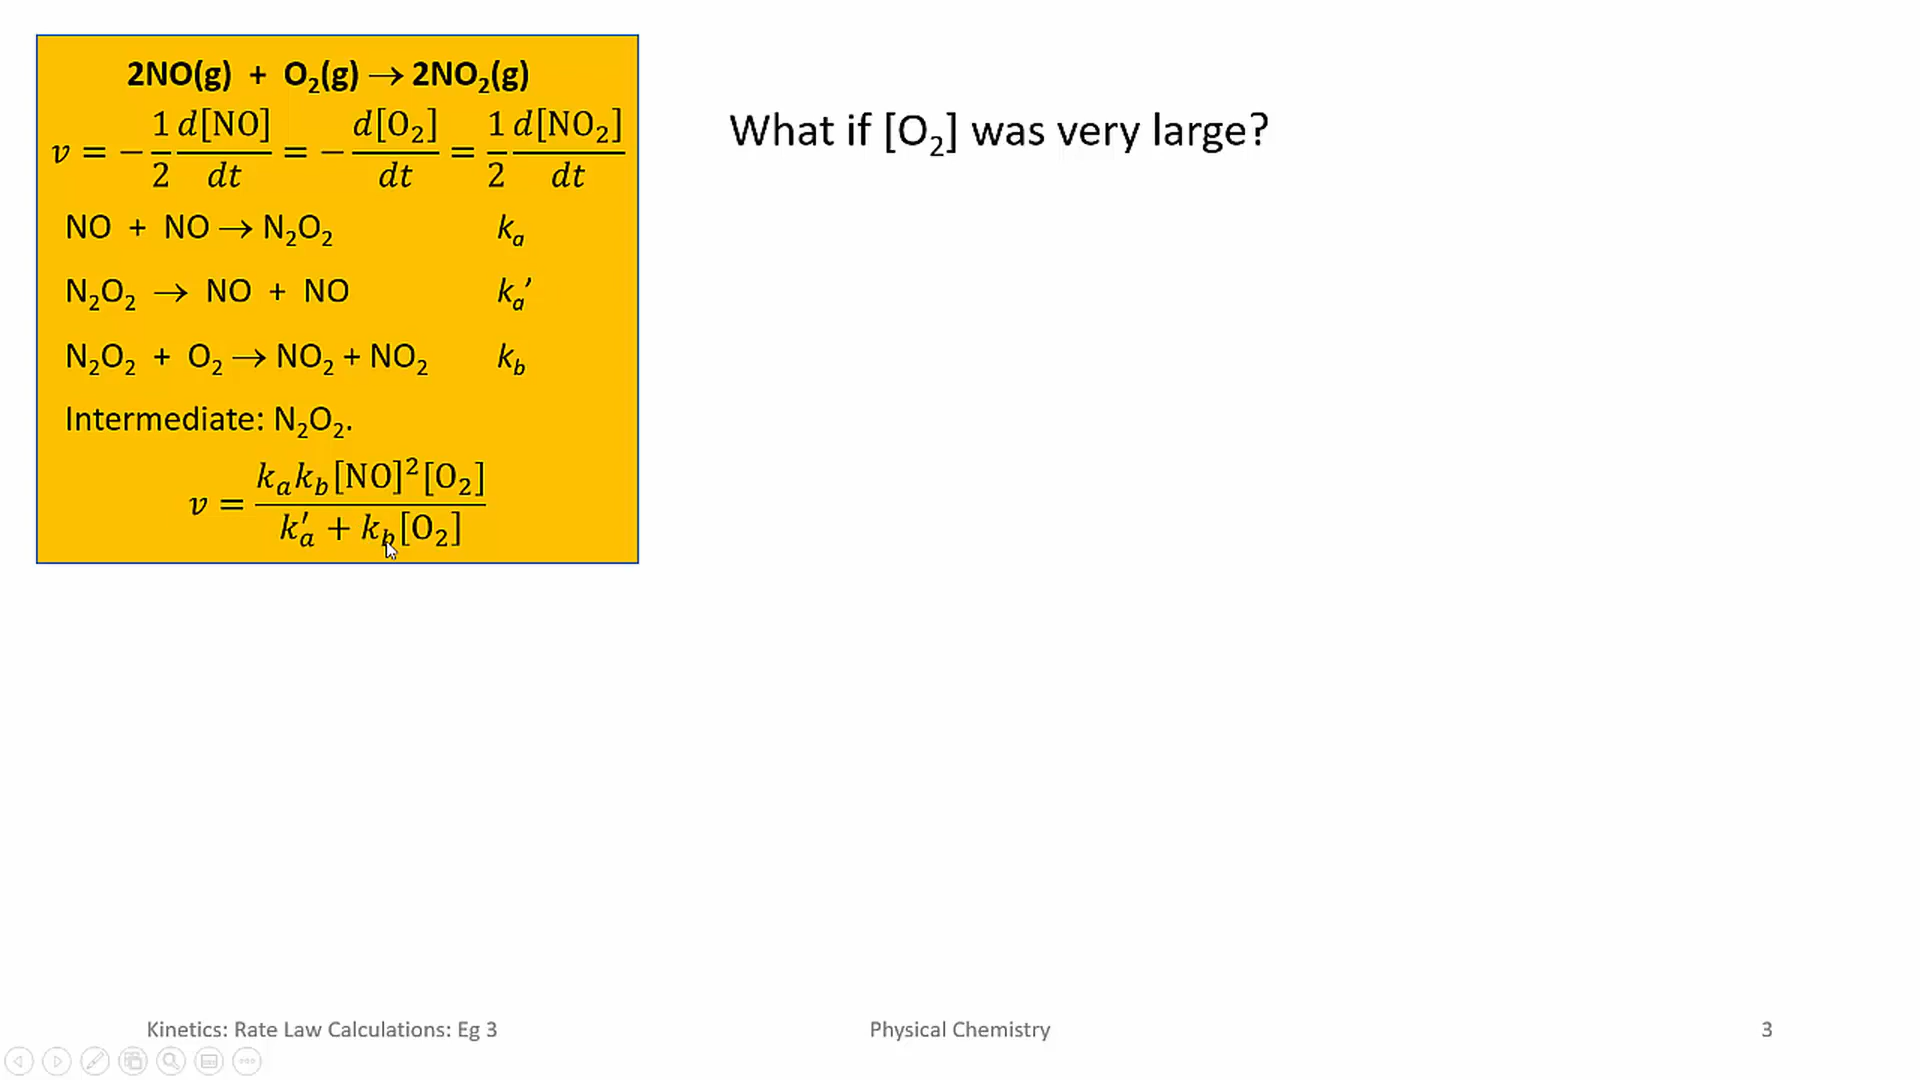 2NO(g) + O₂(g) → 2NO₂(g)
v = − 1/2 d[NO]/dt = − d[O₂]/dt = 1/2 d[NO₂]/dt
NO + NO → N₂O₂ kₐ
N₂O₂ → NO + NO kₐ’
N₂O₂ + O₂ → NO₂ + NO₂ k_b
Intermediate: N₂O₂.
v = kₐk_b[NO]²[O₂] / k′ₐ + k_b[O₂]
What if [O₂] was very large?
Kinetics: Rate Law Calculations: Eg 3
Physical Chemistry
3